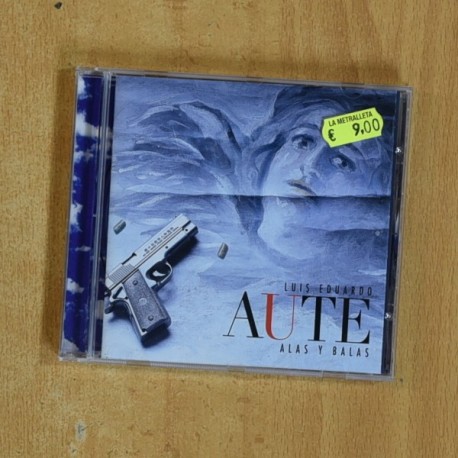 LA METRALLETA
€ 9,00
LUIS EDUARDO
AUTE
ALAS Y BALAS